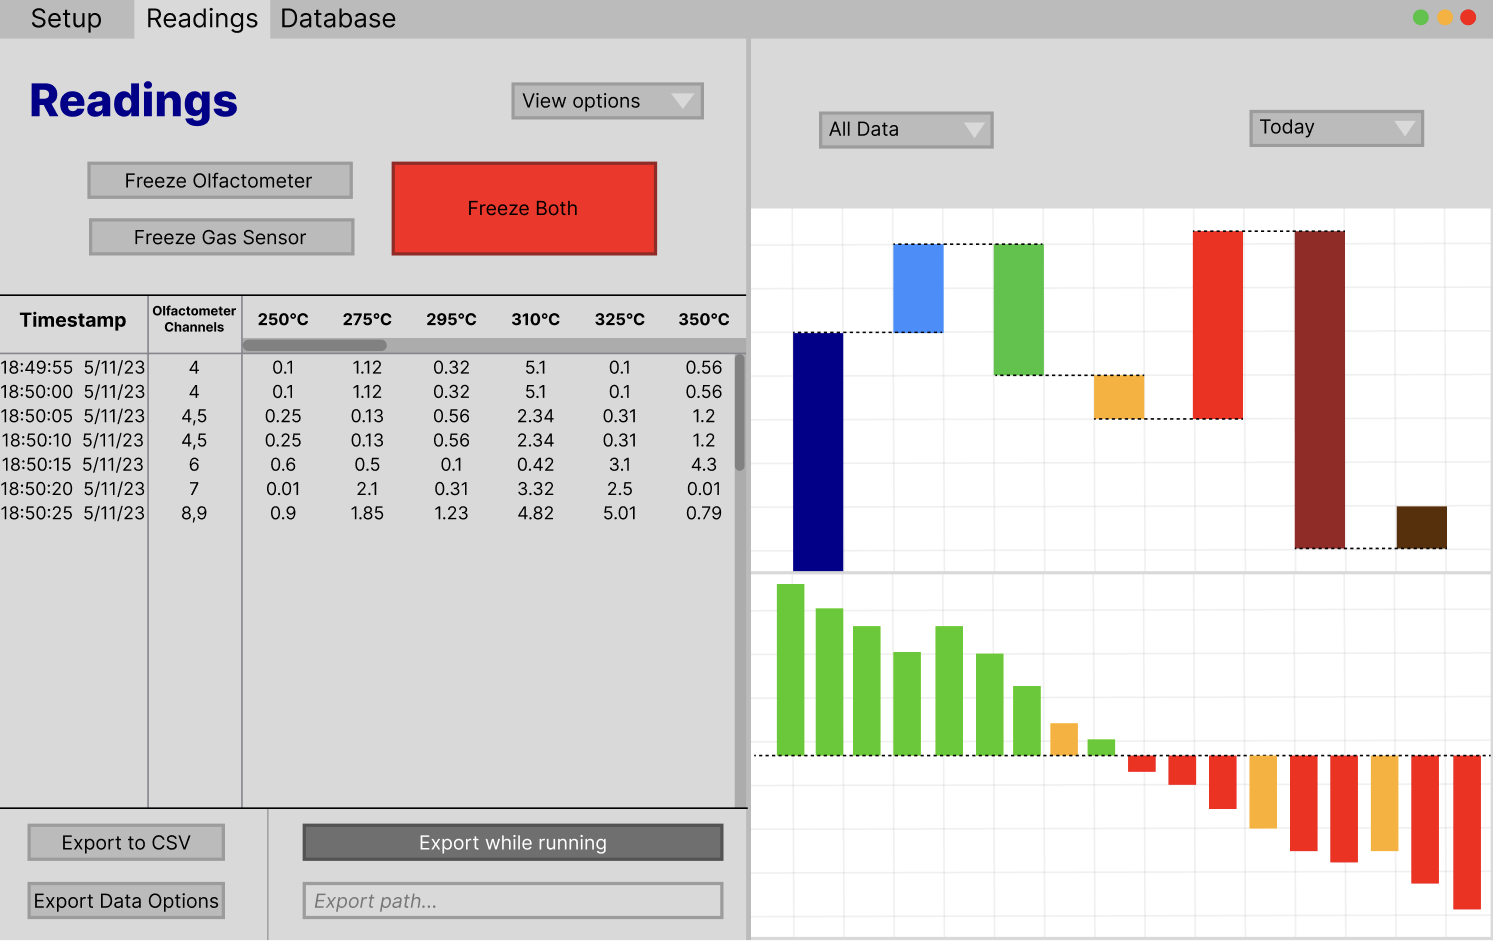 Setup Readings Database
Readings
View options
All Data
Today
Freeze Olfactometer
Freeze Both
Freeze Gas Sensor
Timestamp Olfactometer Channels 250°C 275°C 295°C 310°C 325°C 350°C
18:49:55 5/11/23 4 0.1 1.12 0.32 5.1 0.1 0.56
18:50:00 5/11/23 4 0.1 1.12 0.32 5.1 0.1 0.56
18:50:05 5/11/23 4,5 0.25 0.13 0.56 2.34 0.31 1.2
18:50:10 5/11/23 4,5 0.25 0.13 0.56 2.34 0.31 1.2
18:50:15 5/11/23 6 0.6 0.5 0.1 0.42 3.1 4.3
18:50:20 5/11/23 7 0.01 2.1 0.31 3.32 2.5 0.01
18:50:25 5/11/23 8,9 0.9 1.85 1.23 4.82 5.01 0.79
Export to CSV
Export while running
Export Data Options
Export path...